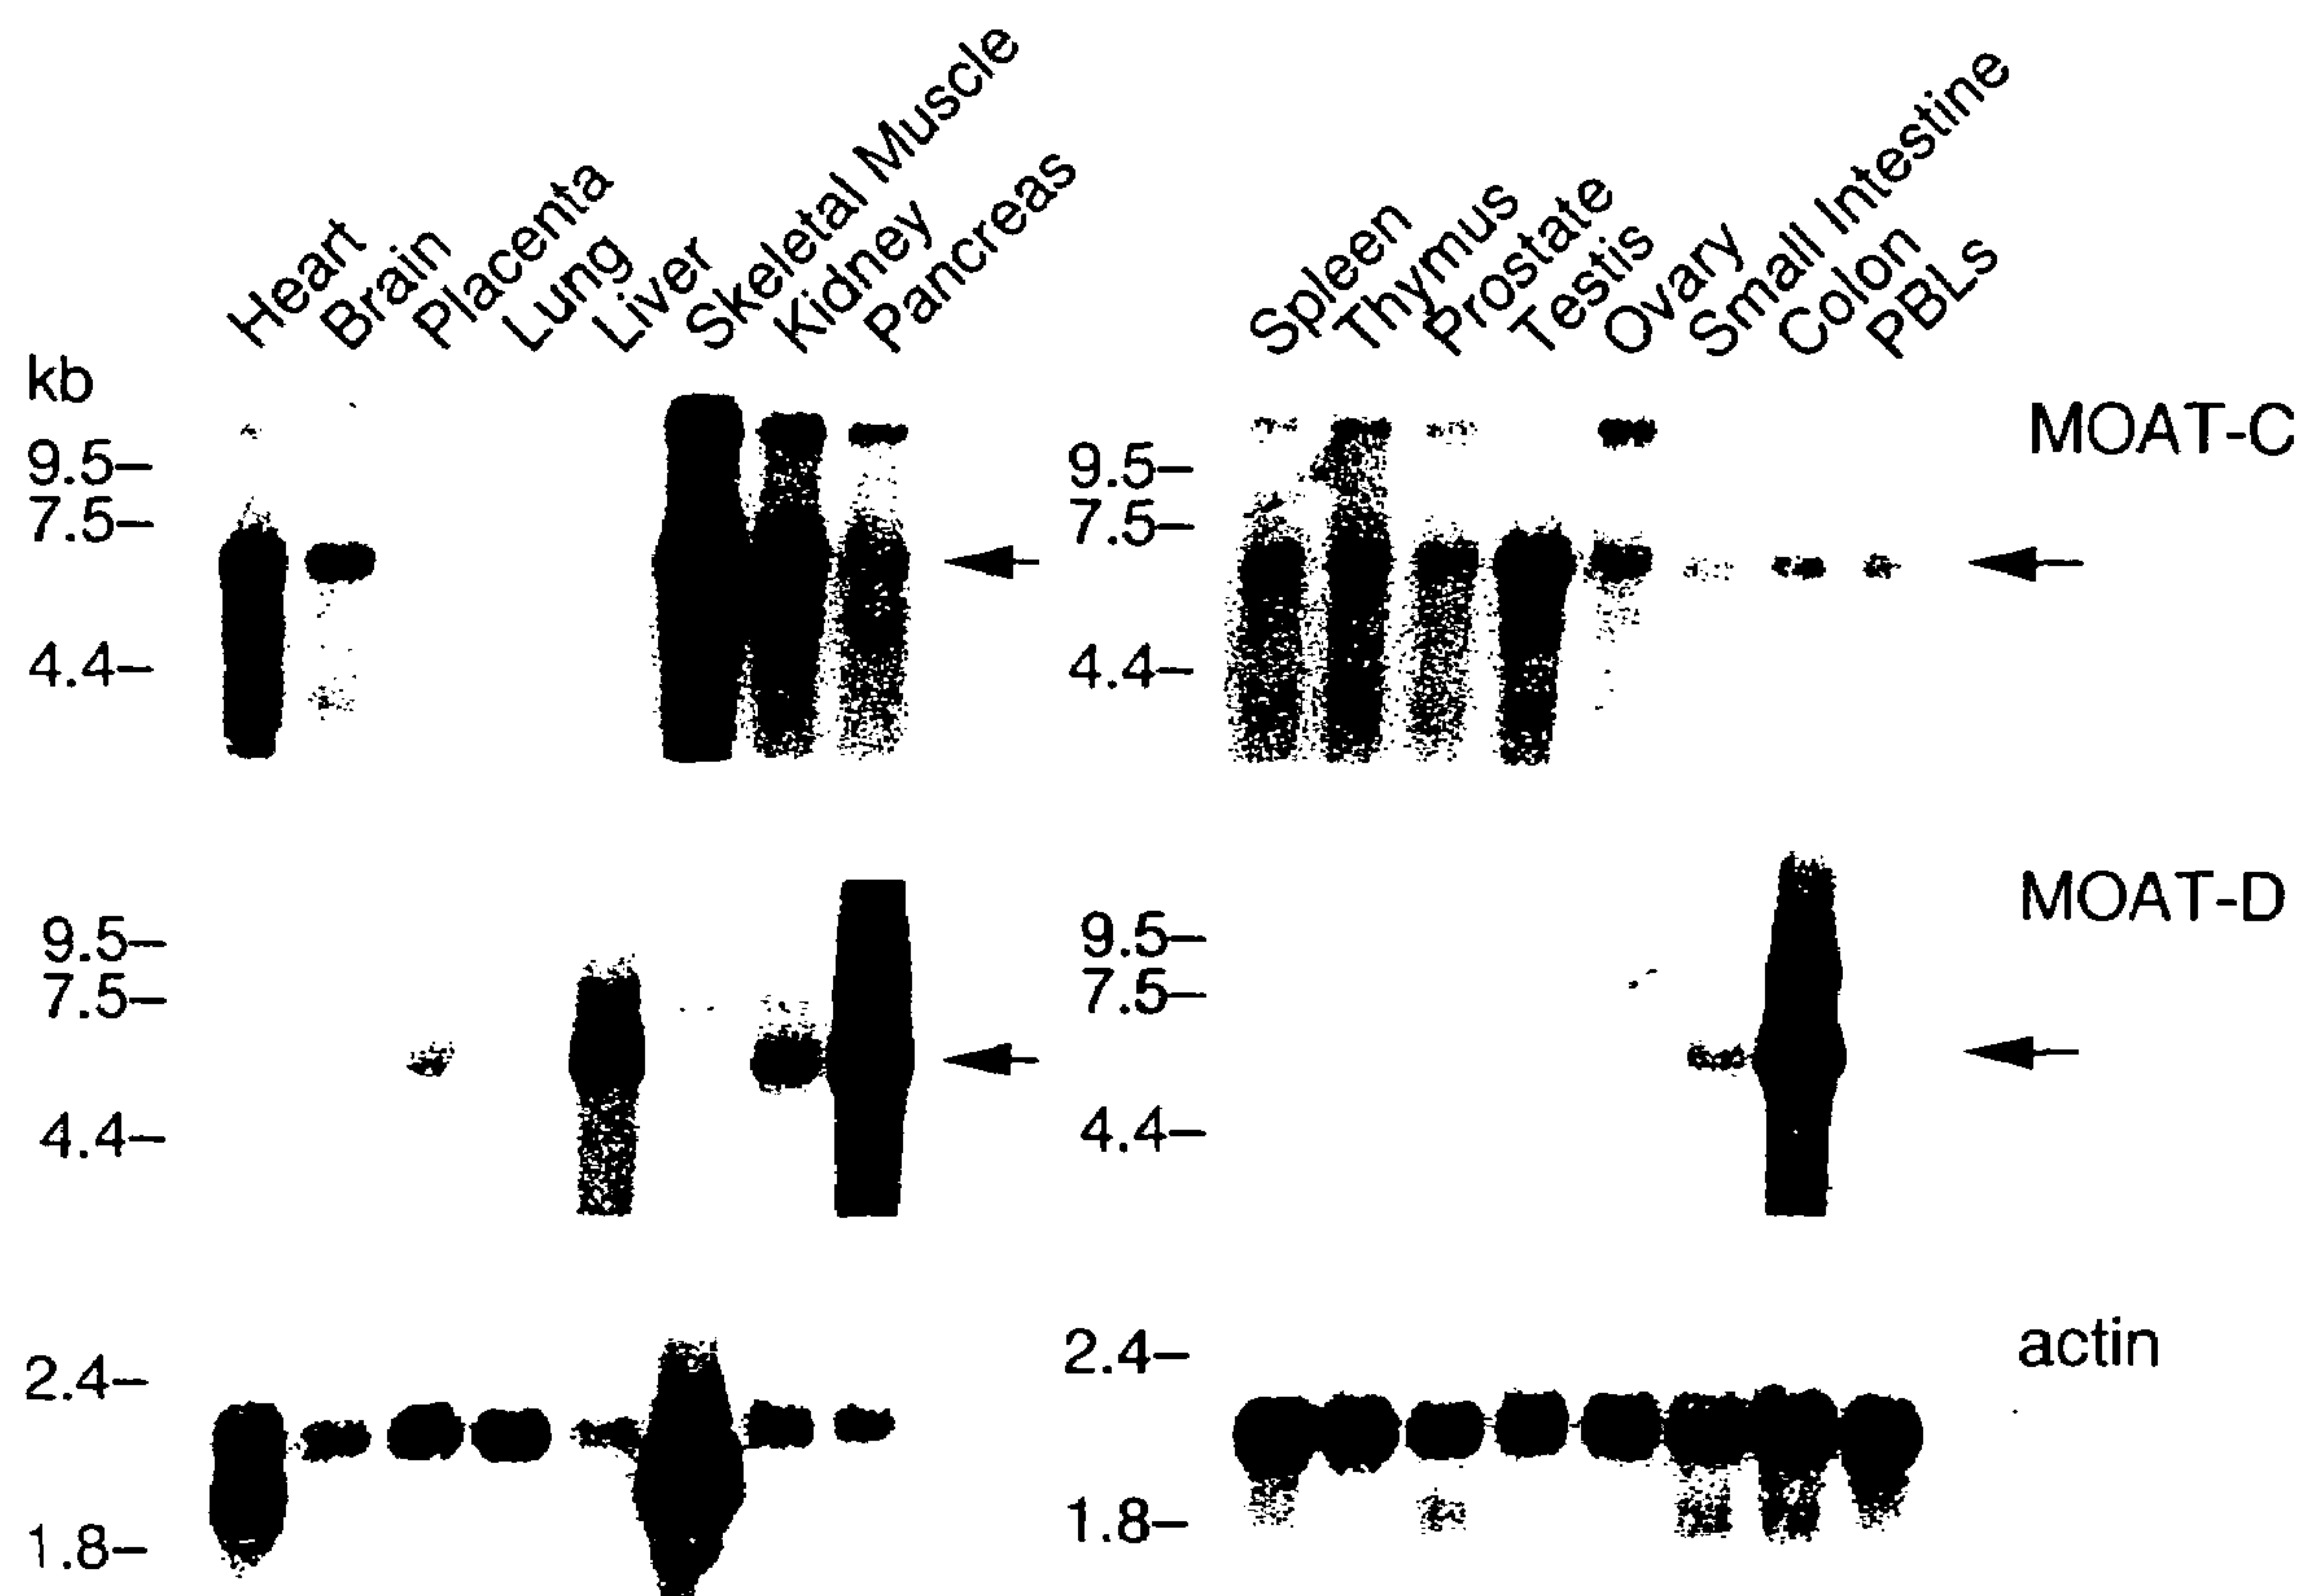 Heart
Brain
Placenta
Lung
Liver
Skeletal Muscle
Kidney
Pancreas
Spleen
Thymus
Prostate
Testis
Ovary
Small Intestine
Colon
PBLs
kb
9.5–
7.5–
4.4–
9.5–
7.5–
4.4–
MOAT-C
9.5–
7.5–
4.4–
9.5–
7.5–
4.4–
MOAT-D
2.4–
1.8–
2.4–
1.8–
actin